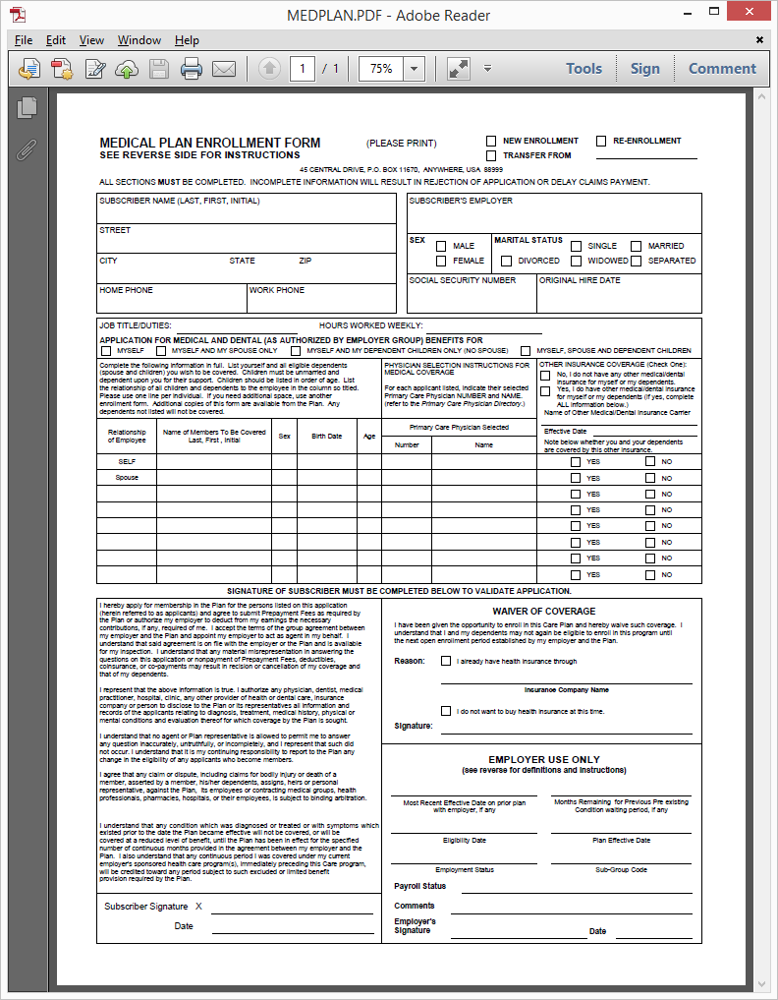 MEDPLAN.PDF - Adobe Reader
File Edit View Window Help
1 / 1 75% Tools Sign Comment
MEDICAL PLAN ENROLLMENT FORM (PLEASE PRINT) NEW ENROLLMENT RE-ENROLLMENT
SEE REVERSE SIDE FOR INSTRUCTIONS TRANSFER FROM
45 CENTRAL DRIVE, P.O. BOX 11670, ANYWHERE, USA 88999
ALL SECTIONS MUST BE COMPLETED. INCOMPLETE INFORMATION WILL RESULT IN REJECTION OF APPLICATION OR DELAY CLAIMS PAYMENT.
SUBSCRIBER NAME (LAST, FIRST, INITIAL)
STREET
CITY STATE ZIP
HOME PHONE WORK PHONE
SUBSCRIBER'S EMPLOYER
SEX MALE FEMALE
MARITAL STATUS SINGLE MARRIED
DIVORCED WIDOWED SEPARATED
SOCIAL SECURITY NUMBER ORIGINAL HIRE DATE
JOB TITLE/DUTIES: HOURS WORKED WEEKLY:
APPLICATION FOR MEDICAL AND DENTAL (AS AUTHORIZED BY EMPLOYER GROUP) BENEFITS FOR
MYSELF MYSELF AND MY SPOUSE ONLY MYSELF AND MY DEPENDENT CHILDREN ONLY (NO SPOUSE) MYSELF, SPOUSE AND DEPENDENT CHILDREN
Complete the following information in full. List yourself and all eligible dependents
(spouse and children) you wish to be covered. Children must be unmarried and
dependent upon you for their support. Children should be listed in order of age. List
the relationship of all children and dependents to the employee in the column so titled.
Please use one line per individual. If you need additional space, use another
enrollment form. Additional copies of this form are available from the Plan. Any
dependents not listed will not be covered.
PHYSICIAN SELECTION INSTRUCTIONS FOR
MEDICAL COVERAGE
For each applicant listed, indicate their selected
Primary Care Physician NUMBER and NAME.
(refer to the Primary Care Physician Directory.)
OTHER INSURANCE COVERAGE (Check One):
No, I do not have any other medical/dental
insurance for myself or my dependents.
Yes, I do have other medical/dental insurance
for myself or my dependents (if yes, complete
ALL information below.)
Name of Other Medical/Dental Insurance Carrier
Effective Date
Note below whether you and your dependents
are covered by this other insurance.
Relationship
of Employee
Name of Members To Be Covered
Last, First , Initial
Sex
Birth Date
Age
Primary Care Physician Selected
Number Name
SELF YES NO
Spouse YES NO
YES NO
YES NO
YES NO
YES NO
YES NO
YES NO
SIGNATURE OF SUBSCRIBER MUST BE COMPLETED BELOW TO VALIDATE APPLICATION.
I hereby apply for membership in the Plan for the persons listed on this application
(herein referred to as applicants) and agree to submit Prepayment Fees as required by
the Plan or authorize my employer to deduct from my earnings the necessary
contributions, if any, required of me. I accept the terms of the group agreement between
my employer and the Plan and appoint my employer to act as agent in my behalf. I
understand that said agreement is on file with the employer or the Plan and is available
for my inspection. I understand that any material misrepresentation in answering the
questions on this application or nonpayment of Prepayment Fees, deductibles,
coinsurance, or co-payments may result in recision or cancellation of my coverage and
that of my dependents.
I represent that the above information is true. I authorize any physician, dentist, medical
practitioner, hospital, clinic, any other provider of health or dental care, insurance
company or person to disclose to the Plan or its representatives all information and
records of the applicants relating to diagnosis, treatment, medical history, physical or
mental conditions and evaluation thereof for which coverage by the Plan is sought.
I understand that no agent or Plan representative is allowed to permit me to answer
any question inaccurately, untruthfully, or incompletely, and I represent that such did
not occur. I understand that it is my continuing responsibility to report to the Plan any
change in the eligibility of any applicants who become members.
I agree that any claim or dispute, including claims for bodily injury or death of a
member, asserted by a member, his/her dependents, assigns, heirs or personal
representative, against the Plan, its employees or contracting medical groups, health
professionals, pharmacies, hospitals, or their employees, is subject to binding arbitration.
I understand that any condition which was diagnosed or treated or with symptoms which
existed prior to the date the Plan became effective will not be covered, or will be
covered at a reduced level of benefit, until the Plan has been in effect for the specified
number of continuous months provided in the agreement between my employer and the
Plan. I also understand that any continuous period I was covered under my current
employer's sponsored health care program(s), immediately preceding this Care program,
will be credited toward any period subject to such excluded or limited benefit
provision required by the Plan.
Subscriber Signature X
Date
WAIVER OF COVERAGE
I have been given the opportunity to enroll in this Care Plan and hereby waive such coverage. I
understand that I and my dependents may not again be eligible to enroll in this program until
the next open enrollment period established by my employer and the Plan.
Reason: I already have health insurance through
Insurance Company Name
I do not want to buy health insurance at this time.
Signature:
EMPLOYER USE ONLY
(see reverse for definitions and instructions)
Most Recent Effective Date on prior plan
with employer, if any
Months Remaining for Previous Pre existing
Condition waiting period, if any
Eligibility Date Plan Effective Date
Employment Status Sub-Group Code
Payroll Status
Comments
Employer's
Signature Date